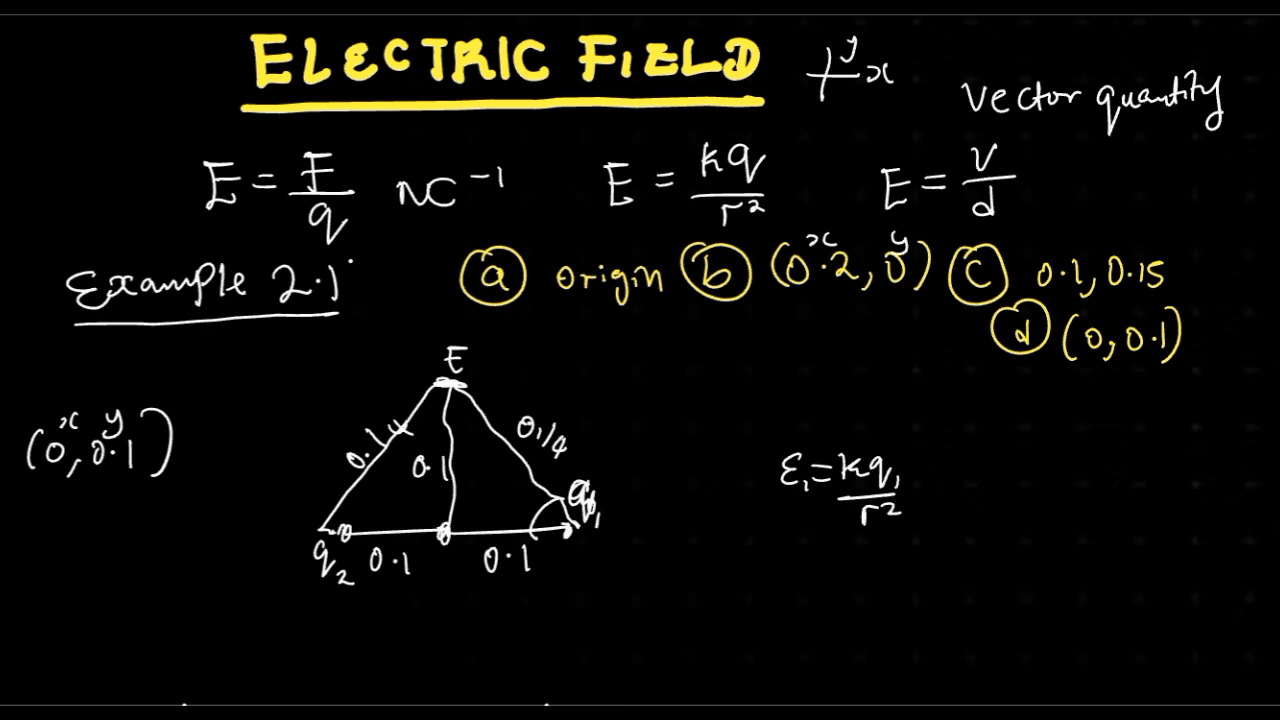 ELECTRIC FIELD
y
x
Vector quantity
E = F/q NC⁻¹ E = kq/r² E = V/d
Example 2.1
(a) origin (b) (0.2, 0) (c) 0.1, 0.15
x y
(d) (0, 0.1)
E
x y
(0, 0.1)
0.1
0.1
0.14
E₁ = kq₁/r²
q₂ 0.1 0.1